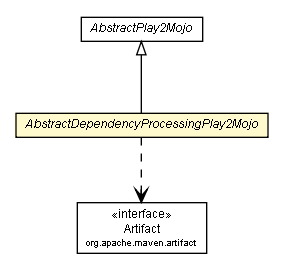 AbstractPlay2Mojo
AbstractDependencyProcessingPlay2Mojo
«interface»
Artifact
org.apache.maven.artifact